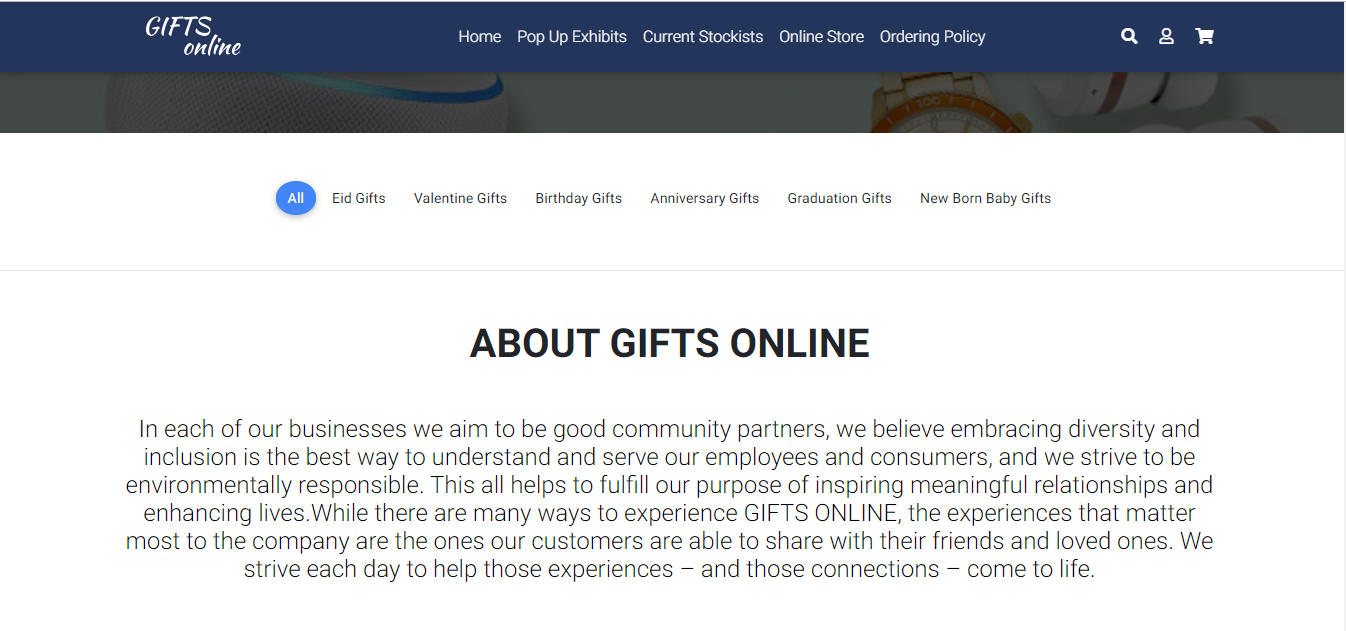 GIFTS
online
Home Pop Up Exhibits Current Stockists Online Store Ordering Policy
100
All Eid Gifts Valentine Gifts Birthday Gifts Anniversary Gifts Graduation Gifts New Born Baby Gifts
ABOUT GIFTS ONLINE
In each of our businesses we aim to be good community partners, we believe embracing diversity and
inclusion is the best way to understand and serve our employees and consumers, and we strive to be
environmentally responsible. This all helps to fulfill our purpose of inspiring meaningful relationships and
enhancing lives.While there are many ways to experience GIFTS ONLINE, the experiences that matter
most to the company are the ones our customers are able to share with their friends and loved ones. We
strive each day to help those experiences – and those connections – come to life.